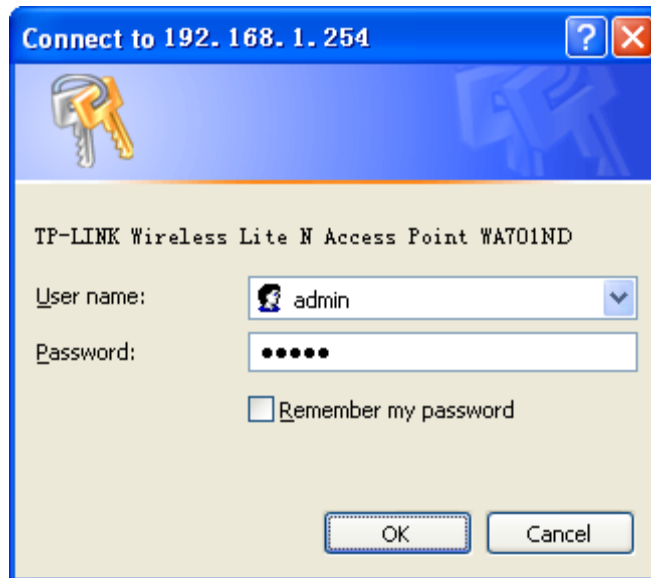 Connect to 192.168.1.254
TP-LINK Wireless Lite N Access Point WA701ND
User name:
admin
Password:
●●●●●
Remember my password
OK
Cancel